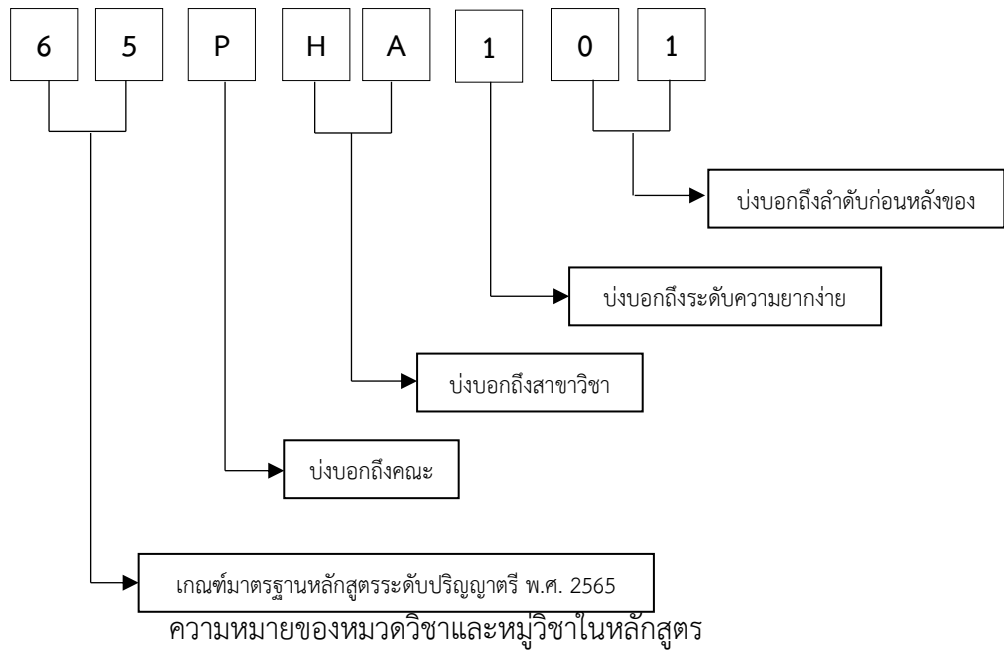 6 5 P H A 1 0 1
บ่งบอกถึงลำดับก่อนหลังของ
บ่งบอกถึงระดับความยากง่าย
บ่งบอกถึงสาขาวิชา
บ่งบอกถึงคณะ
เกณฑ์มาตรฐานหลักสูตรระดับปริญญาตรี พ.ศ. 2565
ความหมายของหมวดวิชาและหมู่วิชาในหลักสูตร